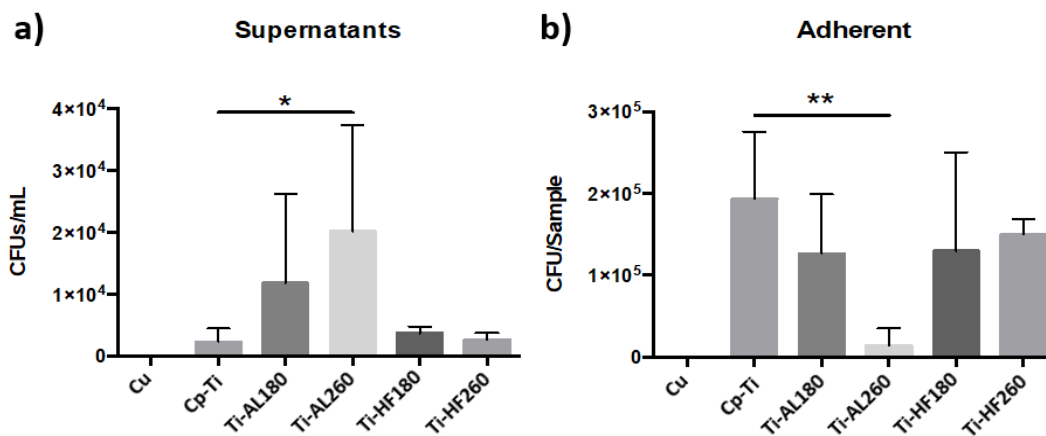 a)
Supernatants
*
CFUs/mL
4×10⁴
3×10⁴
2×10⁴
1×10⁴
0
Cu
Cp-Ti
Ti-AL180
Ti-AL260
Ti-HF180
Ti-HF260
b)
Adherent
**
CFU/Sample
3×10⁵
2×10⁵
1×10⁵
0
Cu
Cp-Ti
Ti-AL180
Ti-AL260
Ti-HF180
Ti-HF260